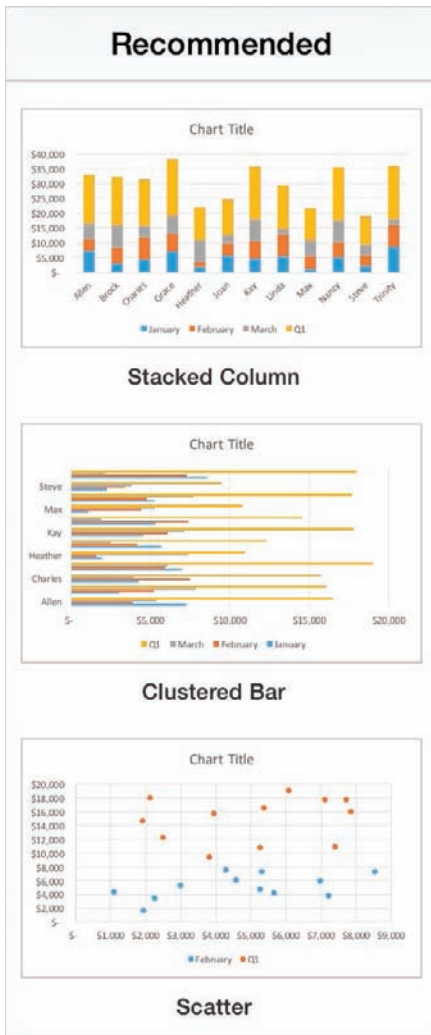 Recommended
Chart Title
$40,000
$35,000
$30,000
$25,000
$20,000
$15,000
$10,000
$5,000
$-
Allen Brock Charles Grace Heather Joan Kay Linda Max Nancy Steve Trinity
January February March Q1
Stacked Column
Chart Title
Steve
Max
Kay
Heather
Charles
Allen
$- $5,000 $10,000 $15,000 $20,000
Q1 March February January
Clustered Bar
Chart Title
$20,000
$18,000
$16,000
$14,000
$12,000
$10,000
$8,000
$6,000
$4,000
$2,000
$-
$- $1,000 $2,000 $3,000 $4,000 $5,000 $6,000 $7,000 $8,000 $9,000
February Q1
Scatter